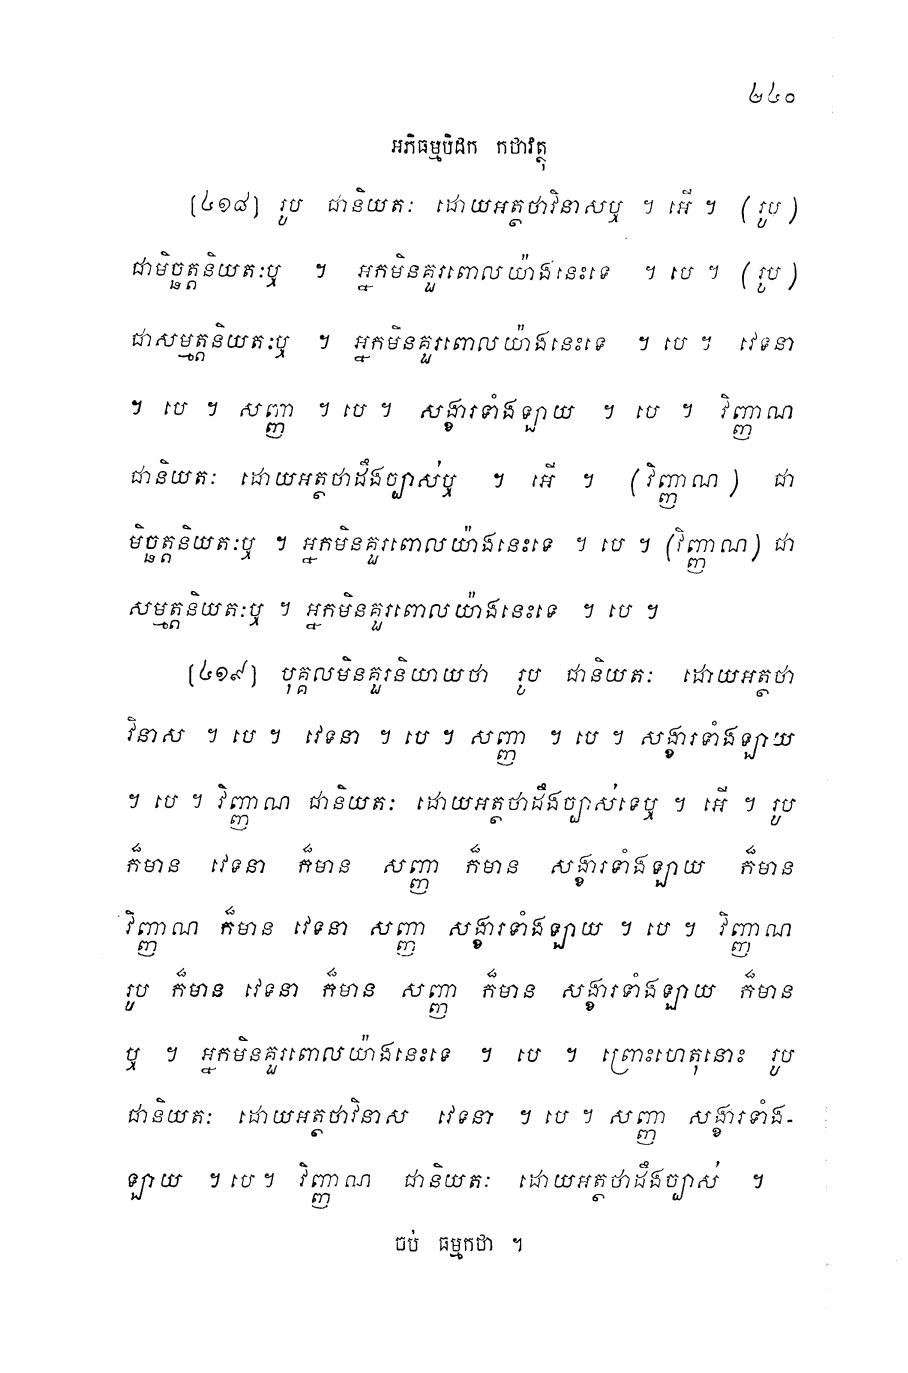 ២៤០
អភិធម្មបិដក កថាវត្ថុ
[៤១៨] រូប ជានិយតៈ ដោយអត្ថថាវិនាសឬ ។ អើ ។ (រូប)
ជាមិច្ឆត្តនិយតៈឬ ។ អ្នកមិនគួរពោលយ៉ាងនេះទេ ។ បេ ។ (រូប)
ជាសម្មត្តនិយតៈឬ ។ អ្នកមិនគួរពោលយ៉ាងនេះទេ ។ បេ ។ វេទនា
។ បេ ។ សញ្ញា ។ បេ ។ សង្ខារទាំងឡាយ ។ បេ ។ វិញ្ញាណ
ជានិយតៈ ដោយអត្ថថាដឹងច្បាស់ឬ ។ អើ ។ (វិញ្ញាណ) ជា
មិច្ឆត្តនិយតៈឬ ។ អ្នកមិនគួរពោលយ៉ាងនេះទេ ។ បេ ។ (វិញ្ញាណ) ជា
សម្មត្តនិយតៈឬ ។ អ្នកមិនគួរពោលយ៉ាងនេះទេ ។ បេ ។
[៤១៩] បុគ្គលមិនគួរនិយាយថា រូប ជានិយតៈ ដោយអត្ថថា
វិនាស ។ បេ ។ វេទនា ។ បេ ។ សញ្ញា ។ បេ ។ សង្ខារទាំងឡាយ
។ បេ ។ វិញ្ញាណ ជានិយតៈ ដោយអត្ថថាដឹងច្បាស់ទេឬ ។ អើ ។ រូប
ក៏មាន វេទនា ក៏មាន សញ្ញា ក៏មាន សង្ខារទាំងឡាយ ក៏មាន
វិញ្ញាណ ក៏មាន វេទនា សញ្ញា សង្ខារទាំងឡាយ ។ បេ ។ វិញ្ញាណ
រូប ក៏មាន វេទនា ក៏មាន សញ្ញា ក៏មាន សង្ខារទាំងឡាយ ក៏មាន
ឬ ។ អ្នកមិនគួរពោលយ៉ាងនេះទេ ។ បេ ។ ព្រោះហេតុនោះ រូប
ជានិយតៈ ដោយអត្ថថាវិនាស វេទនា ។ បេ ។ សញ្ញា សង្ខារទាំង-
ឡាយ ។ បេ ។ វិញ្ញាណ ជានិយតៈ ដោយអត្ថថាដឹងច្បាស់ ។
ចប់ ធម្មកថា ។